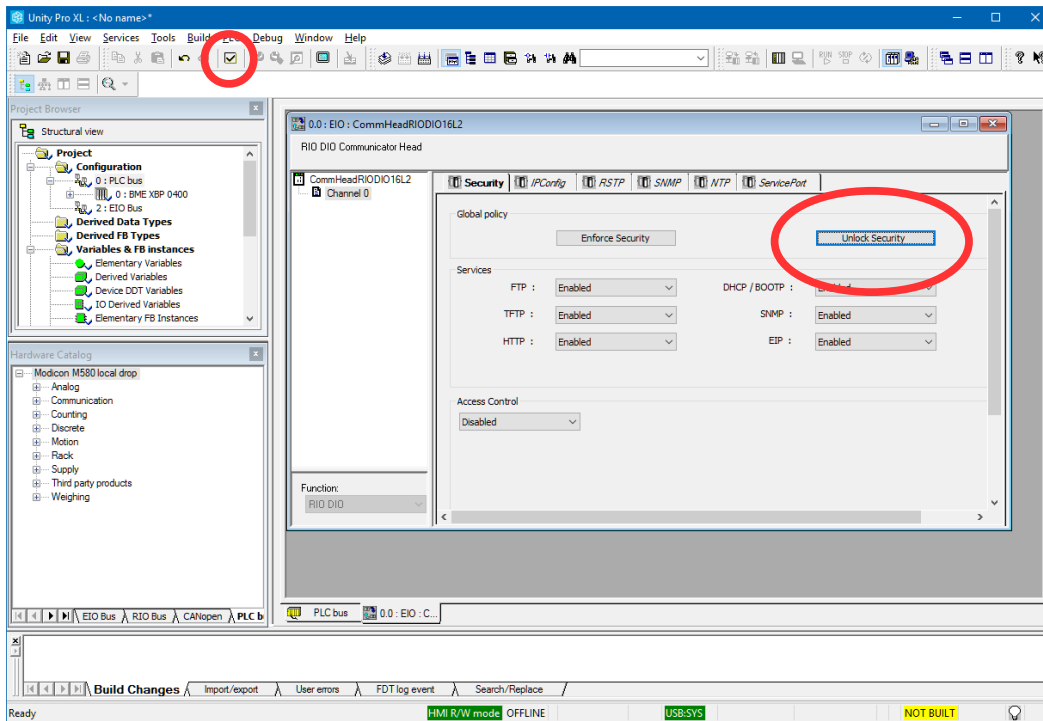 Unity Pro XL : <No name>*
File Edit View Services Tools Build Debug Window Help
RUN STOP
Project Browser
Structural view
Project
Configuration
0 : PLC bus
0 : BME XBP 0400
2 : EIO Bus
Derived Data Types
Derived FB Types
Variables & FB instances
Elementary Variables
Derived Variables
Device DDT Variables
IO Derived Variables
Elementary FB Instances
Hardware Catalog
Modicon M580 local drop
Analog
Communication
Counting
Discrete
Motion
Rack
Supply
Third party products
Weighing
EIO Bus RIO Bus CANopen PLC b
0.0 : EIO : CommHeadRIODIO16L2
RIO DIO Communicator Head
CommHeadRIODIO16L2
Channel 0
Function:
RIO DIO
Security IPConfig RSTP SNMP NTP ServicePort
Global policy
Enforce Security Unlock Security
Services
FTP : Enabled DHCP / BOOTP : Enabled
TFTP : Enabled SNMP : Enabled
HTTP : Enabled EIP : Enabled
Access Control
Disabled
PLC bus 0.0 : EIO : C...
Build Changes Import/export User errors FDT log event Search/Replace
Ready HMI R/W mode OFFLINE USB:SYS NOT BUILT